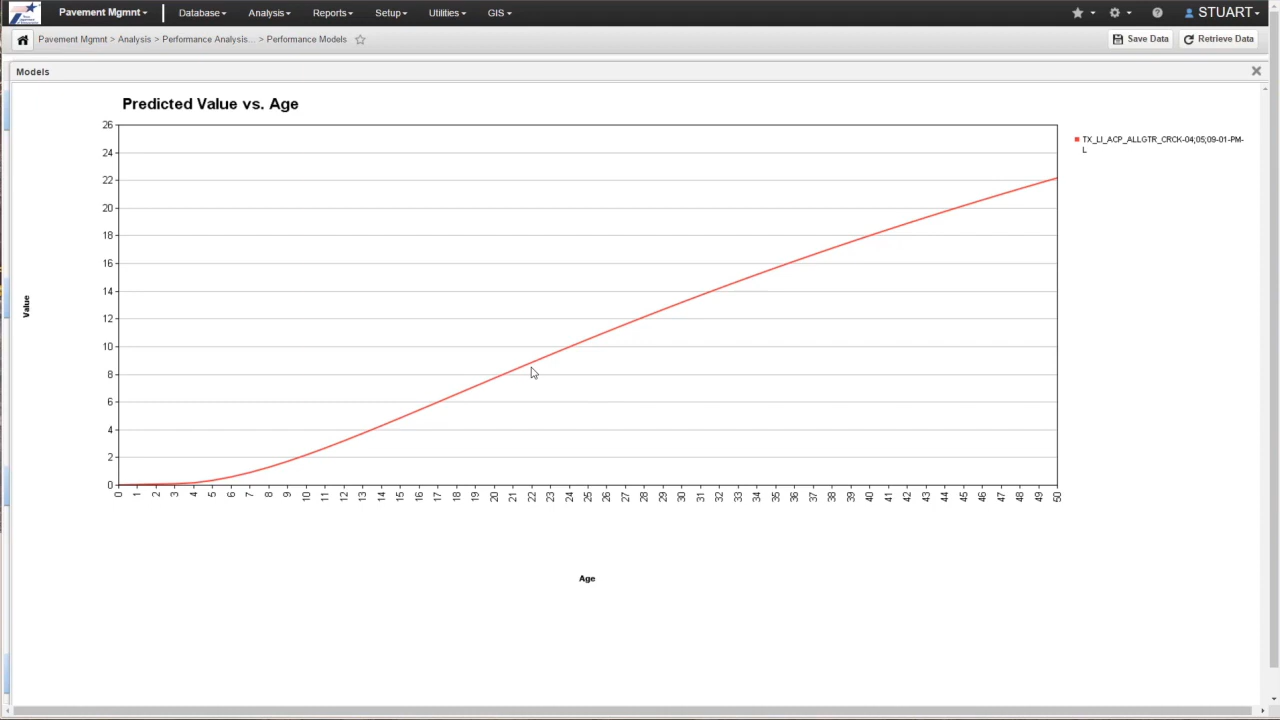 Pavement Mgmnt
Database
Analysis
Reports
Setup
Utilities
GIS
STUART
Pavement Mgmnt > Analysis > Performance Analysis... > Performance Models
Save Data
Retrieve Data
Models
Predicted Value vs. Age
26
24
22
20
18
16
14
12
10
8
6
4
2
0
Value
0 1 2 3 4 5 6 7 8 9 10 11 12 13 14 15 16 17 18 19 20 21 22 23 24 25 26 27 28 29 30 31 32 33 34 35 36 37 38 39 40 41 42 43 44 45 46 47 48 49 50
Age
TX_LI_ACP_ALLGTR_CRCK-04;05;09-01-PM-
L